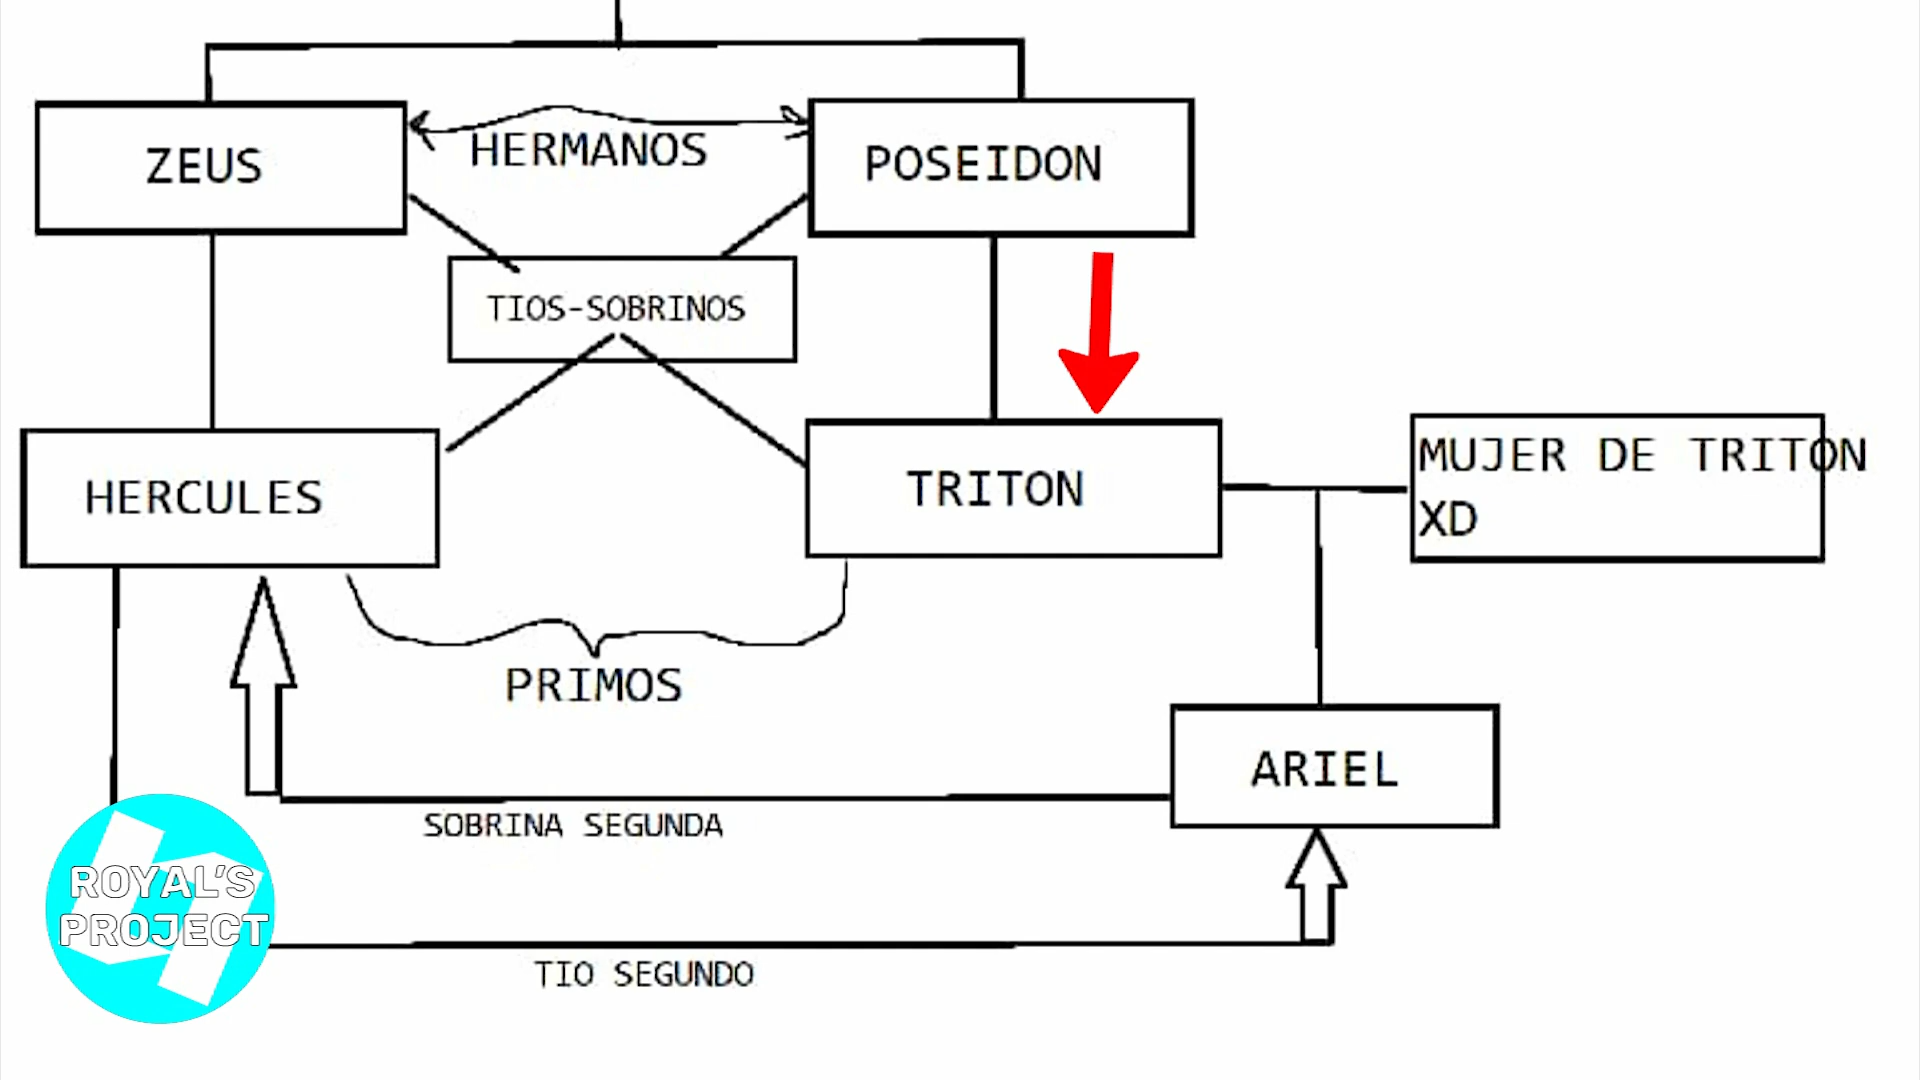 HERMANOS
ZEUS
POSEIDON
TIOS-SOBRINOS
HERCULES
TRITON
MUJER DE TRITON
XD
PRIMOS
ARIEL
SOBRINA SEGUNDA
ROYAL'S
PROJECT
TIO SEGUNDO